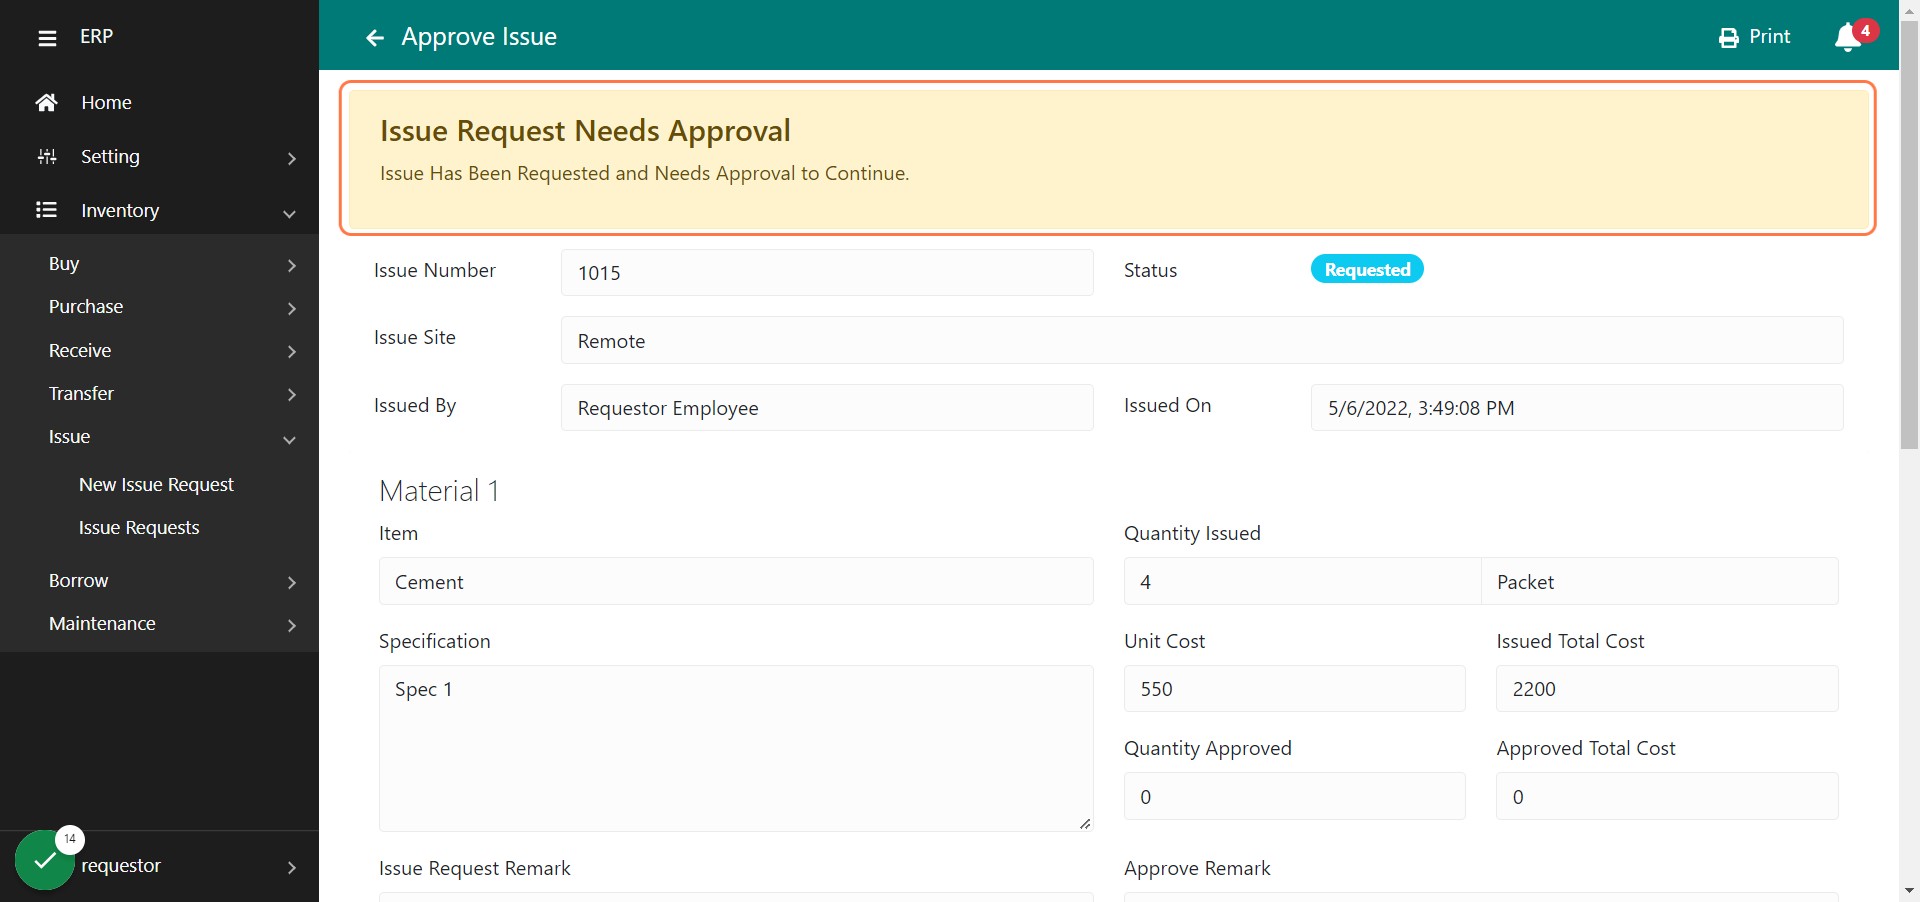 ERP
Home
Setting
Inventory
Buy
Purchase
Receive
Transfer
Issue
New Issue Request
Issue Requests
Borrow
Maintenance
14
requestor
Approve Issue
Print
4
Issue Request Needs Approval
Issue Has Been Requested and Needs Approval to Continue.
Issue Number
1015
Status
Requested
Issue Site
Remote
Issued By
Requestor Employee
Issued On
5/6/2022, 3:49:08 PM
Material 1
Item
Cement
Quantity Issued
4
Packet
Specification
Spec 1
Unit Cost
550
Issued Total Cost
2200
Quantity Approved
0
Approved Total Cost
0
Issue Request Remark
Approve Remark